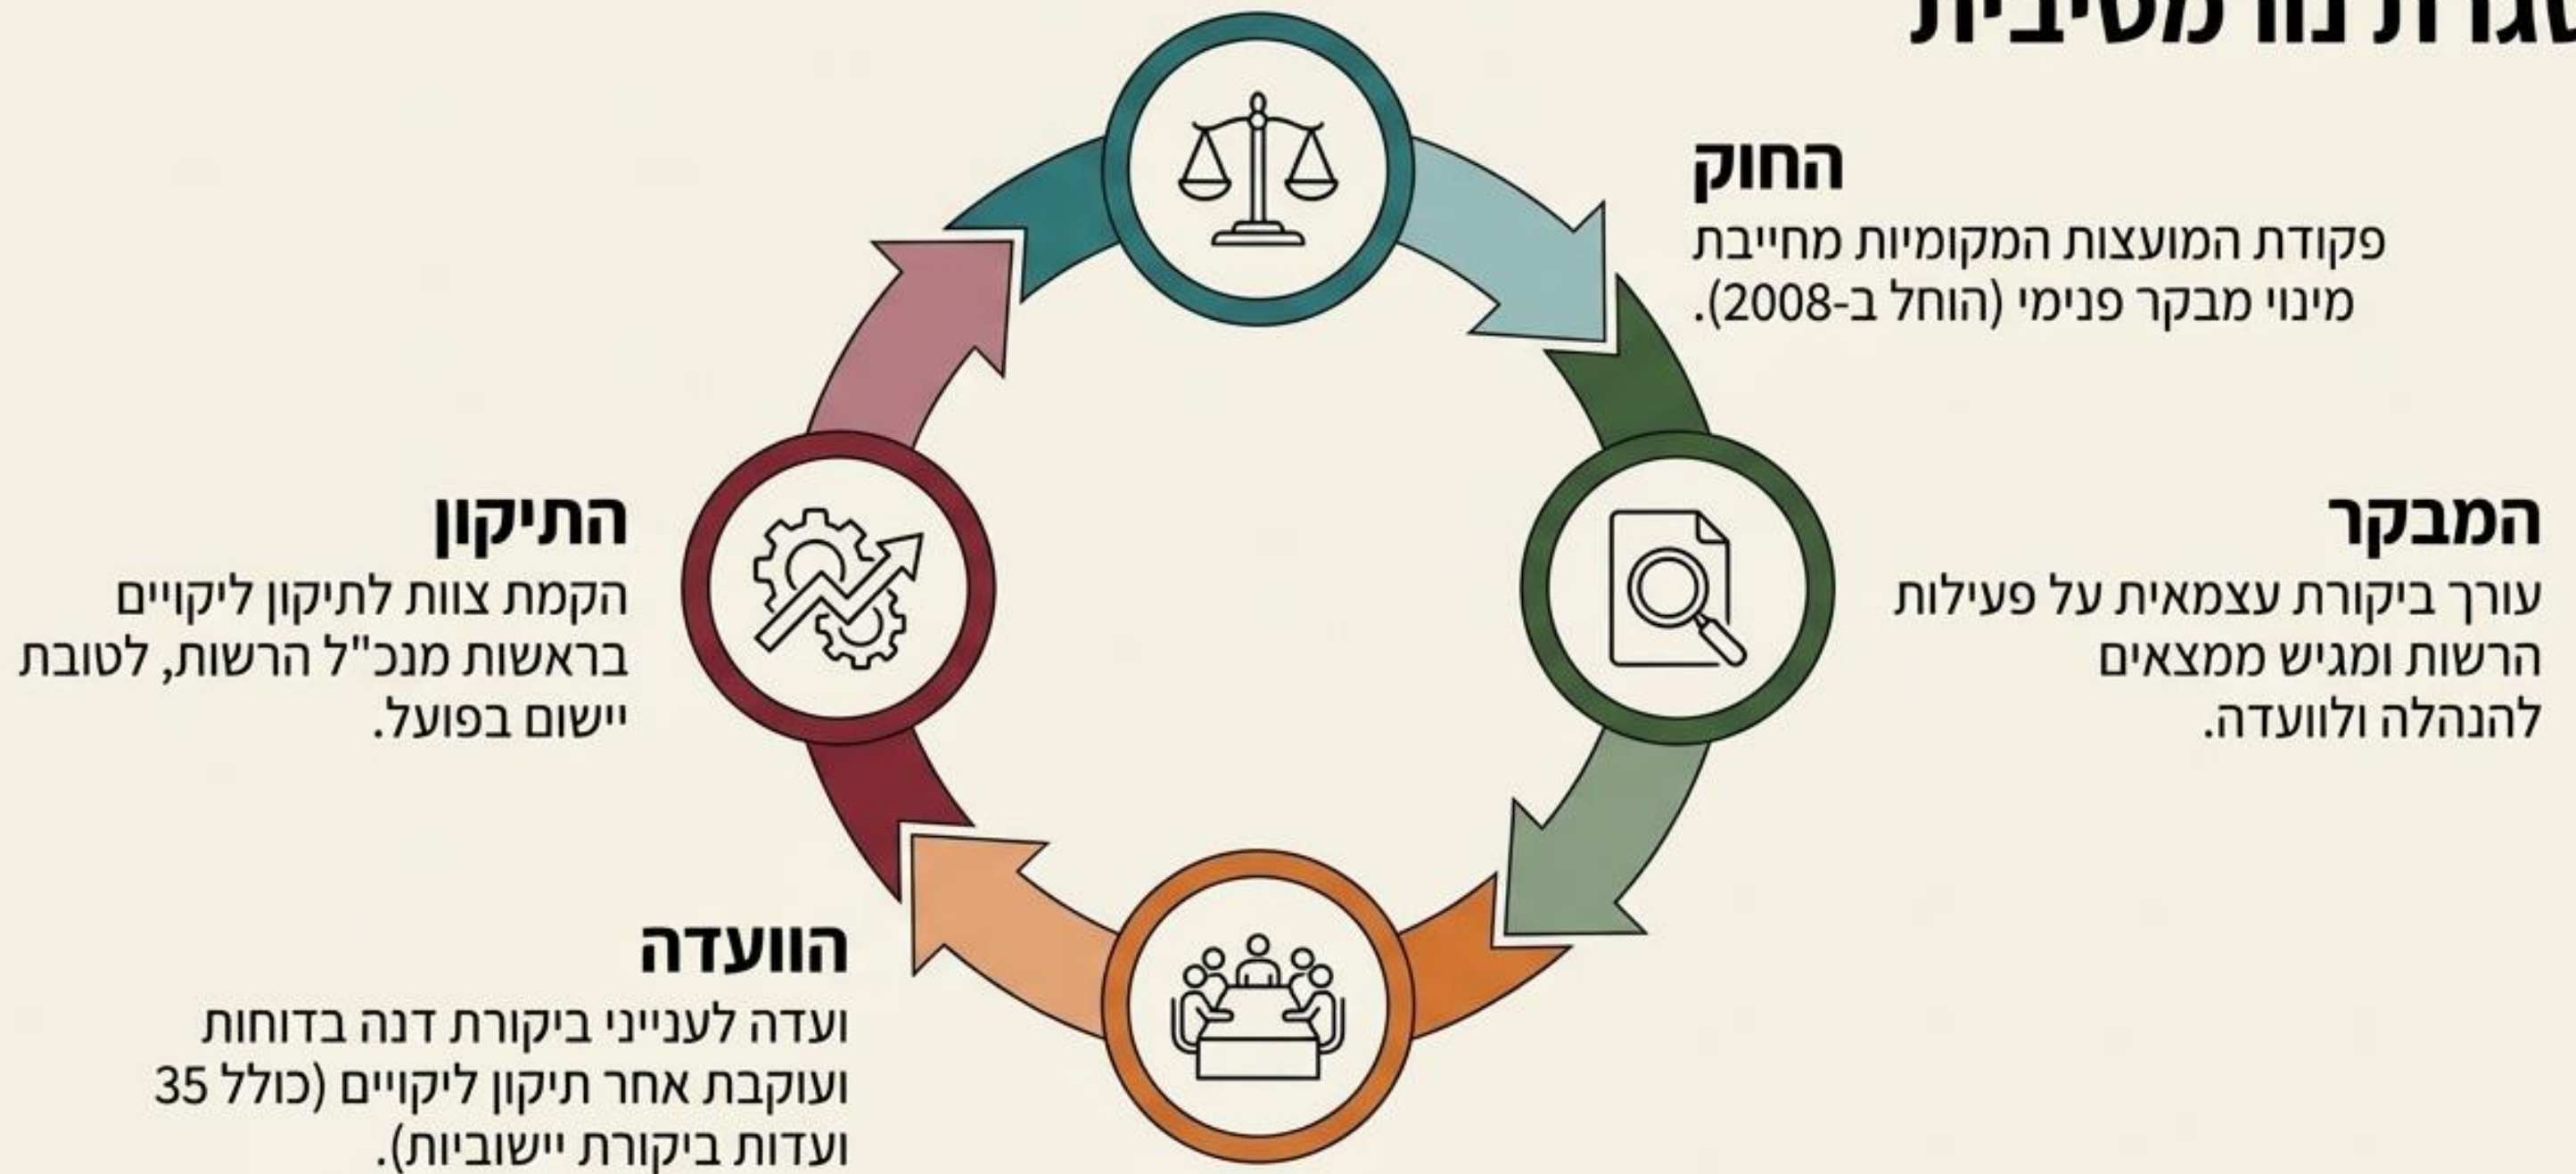 נורמטיבית
החוק
פקודת המועצות המקומיות מחייבת
מינוי מבקר פנימי (הוחל ב-2008).
המבקר
עורך ביקורת עצמאית על פעילות
הרשות ומגיש ממצאים
להנהלה ולוועדה.
הוועדה
ועדה לענייני ביקורת דנה בדוחות
ועוקבת אחר תיקון ליקויים (כולל 35
ועדות ביקורת יישוביות).
התיקון
הקמת צוות לתיקון ליקויים
בראשות מנכ"ל הרשות, לטובת
יישום בפועל.